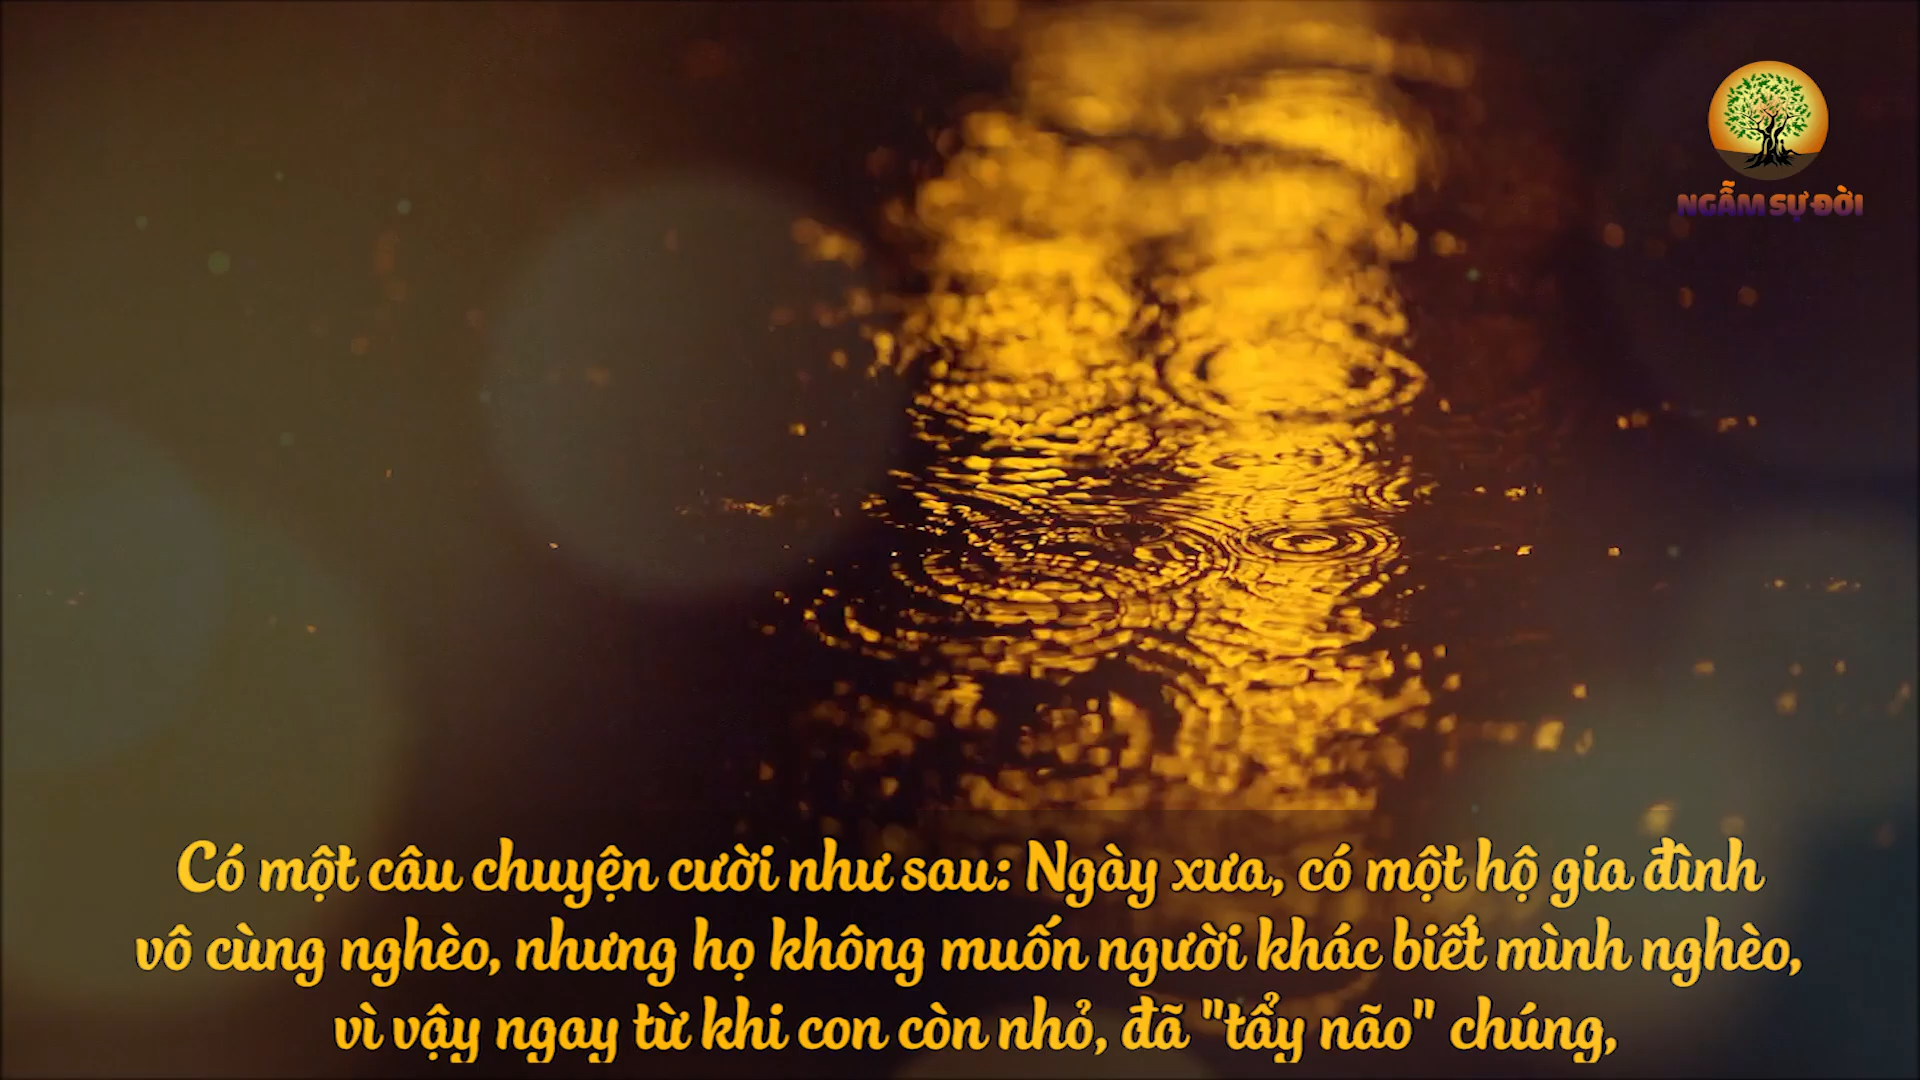 NGẪM SỰ ĐỜI
Có một câu chuyện cười như sau: Ngày xưa, có một hộ gia đình
vô cùng nghèo, nhưng họ không muốn người khác biết mình nghèo,
vì vậy ngay từ khi con còn nhỏ, đã "tẩy não" chúng,